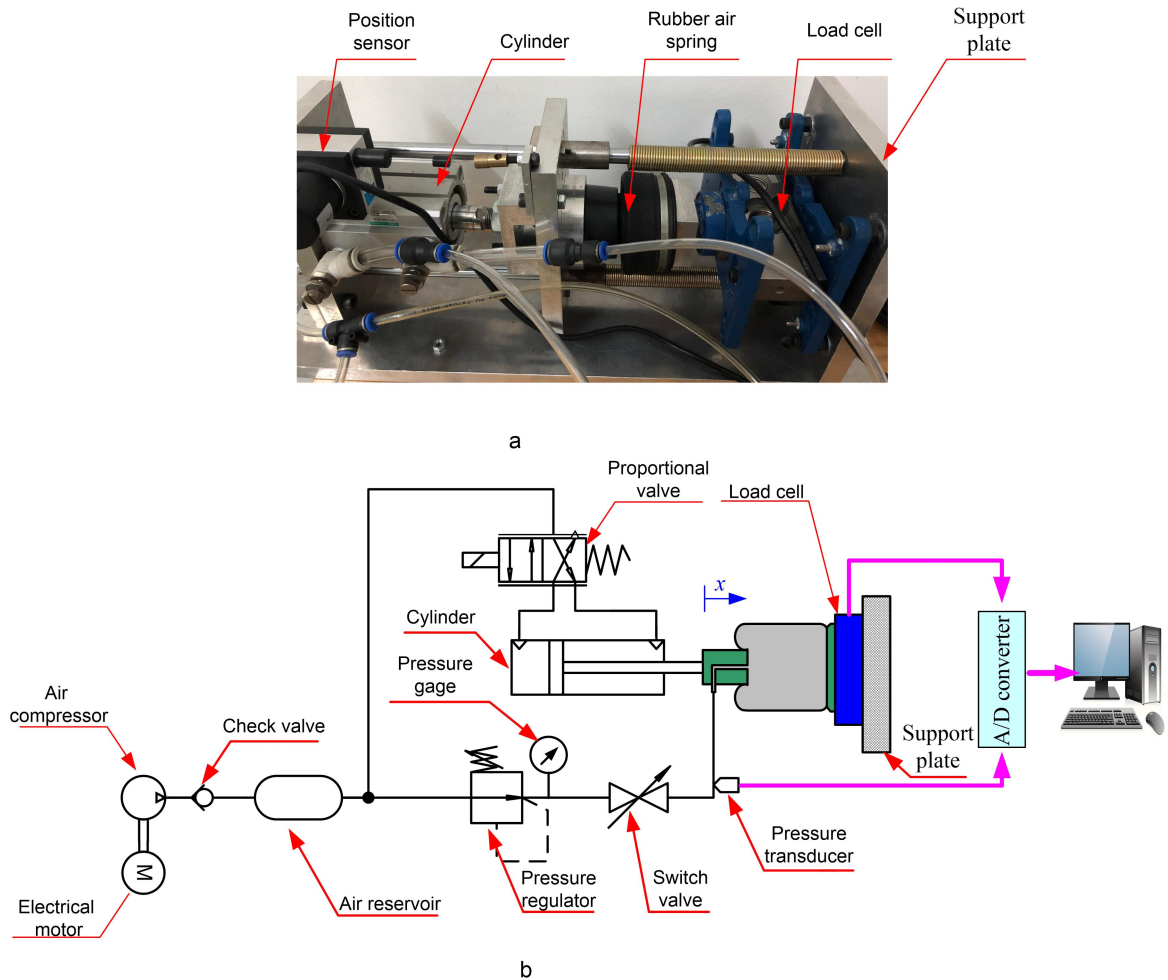 Position
sensor
Cylinder
Rubber air
spring
Load cell
Support
plate
a
Proportional
valve
Load cell
x
Cylinder
Pressure
gage
Air
compressor
Check valve
A/D converter
Support
plate
M
Electrical
motor
Air reservoir
Pressure
regulator
Switch
valve
Pressure
transducer
b